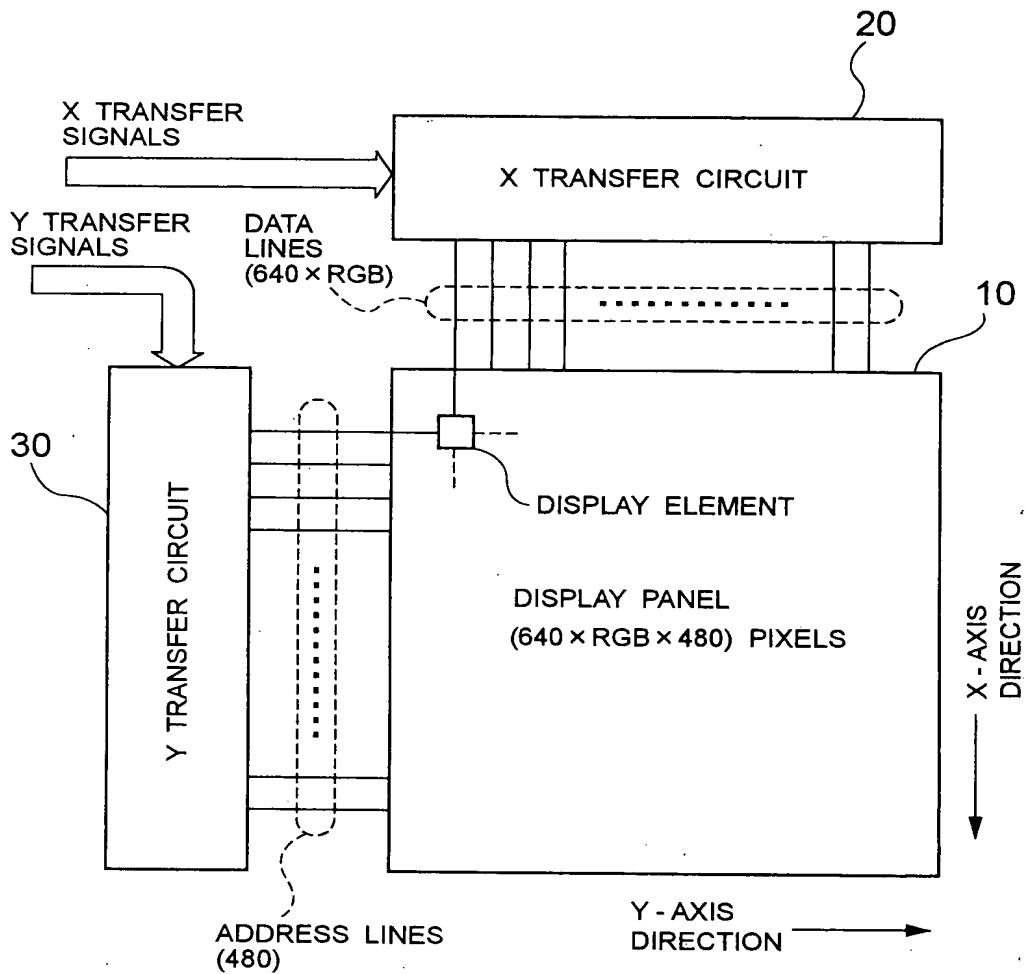 20
X TRANSFER
SIGNALS
X TRANSFER CIRCUIT
Y TRANSFER
SIGNALS
DATA
LINES
(640 × RGB)
10
30
Y TRANSFER CIRCUIT
DISPLAY ELEMENT
DISPLAY PANEL
(640 × RGB × 480) PIXELS
X - AXIS
DIRECTION
ADDRESS LINES
(480)
Y - AXIS
DIRECTION